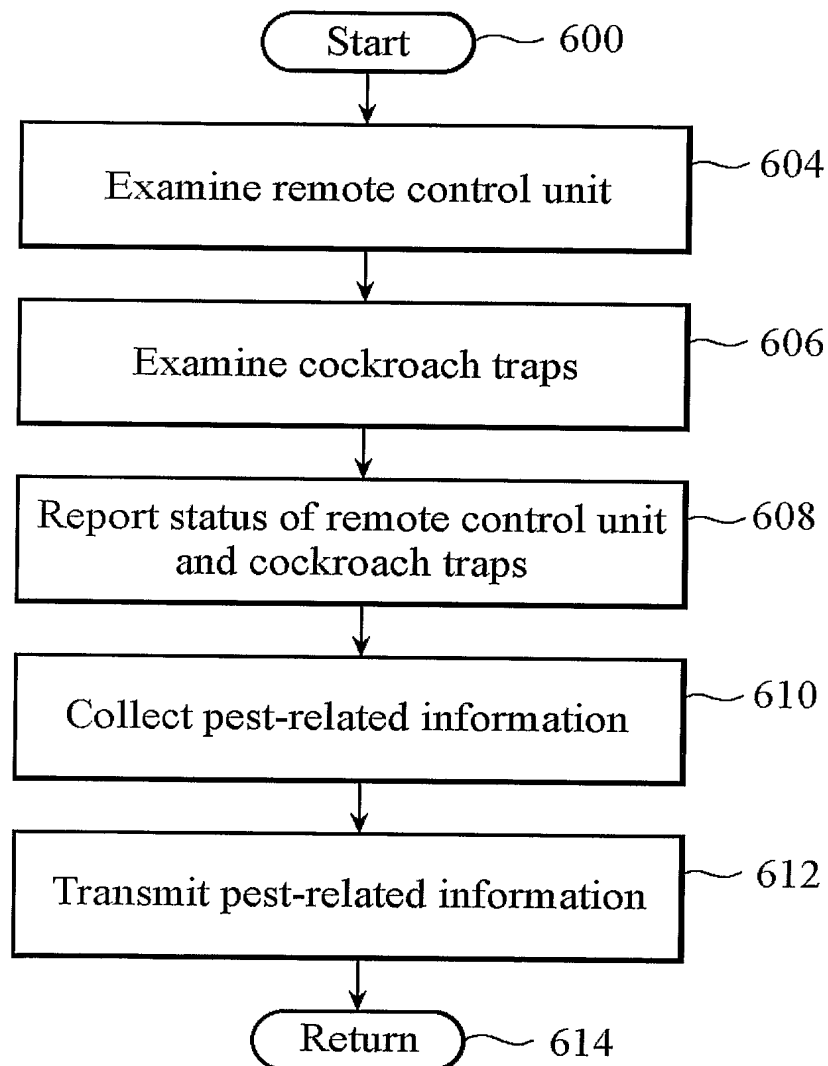 Start
600
Examine remote control unit
604
Examine cockroach traps
606
Report status of remote control unit
and cockroach traps
608
Collect pest-related information
610
Transmit pest-related information
612
Return
614